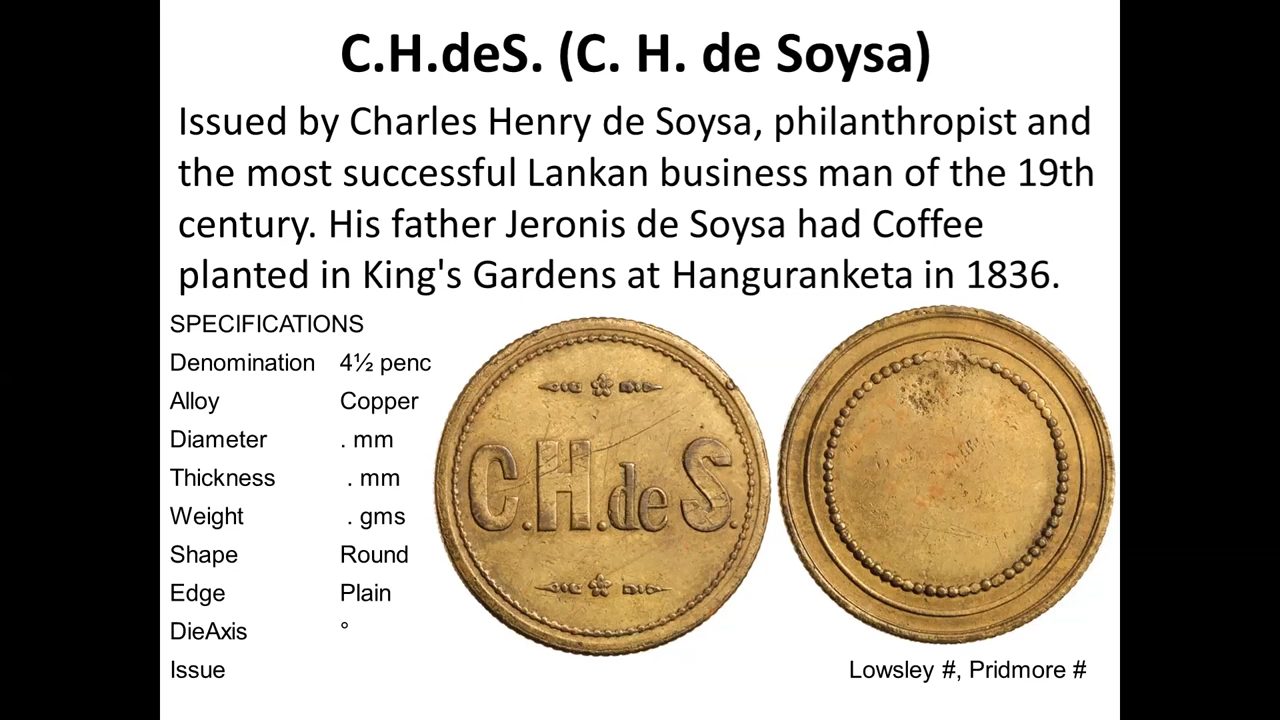 C.H.deS. (C. H. de Soysa)
Issued by Charles Henry de Soysa, philanthropist and
the most successful Lankan business man of the 19th
century. His father Jeronis de Soysa had Coffee
planted in King's Gardens at Hanguranketa in 1836.
SPECIFICATIONS
Denomination 4½ penc
Alloy Copper
Diameter . mm
Thickness . mm
Weight . gms
Shape Round
Edge Plain
DieAxis °
Issue
C.H.de S.
Lowsley #, Pridmore #